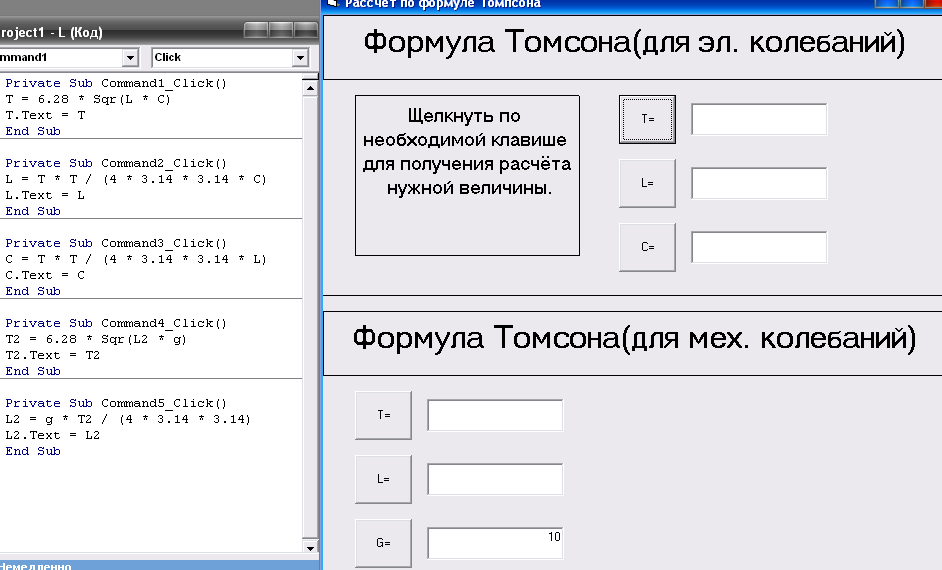 roject1 - L (Код)
mmand1
Click
Private Sub Command1_Click()
T = 6.28 * Sqr(L * C)
T.Text = T
End Sub
Private Sub Command2_Click()
L = T * T / (4 * 3.14 * 3.14 * C)
L.Text = L
End Sub
Private Sub Command3_Click()
C = T * T / (4 * 3.14 * 3.14 * L)
C.Text = C
End Sub
Private Sub Command4_Click()
T2 = 6.28 * Sqr(L2 * g)
T2.Text = T2
End Sub
Private Sub Command5_Click()
L2 = g * T2 / (4 * 3.14 * 3.14)
L2.Text = L2
End Sub
Немедленно
Рассчет по формуле Томпсона
Формула Томсона(для эл. колебаний)
Щелкнуть по
необходимой клавише
для получения расчёта
нужной величины.
T=
L=
C=
Формула Томсона(для мех. колебаний)
T=
L=
G=
10